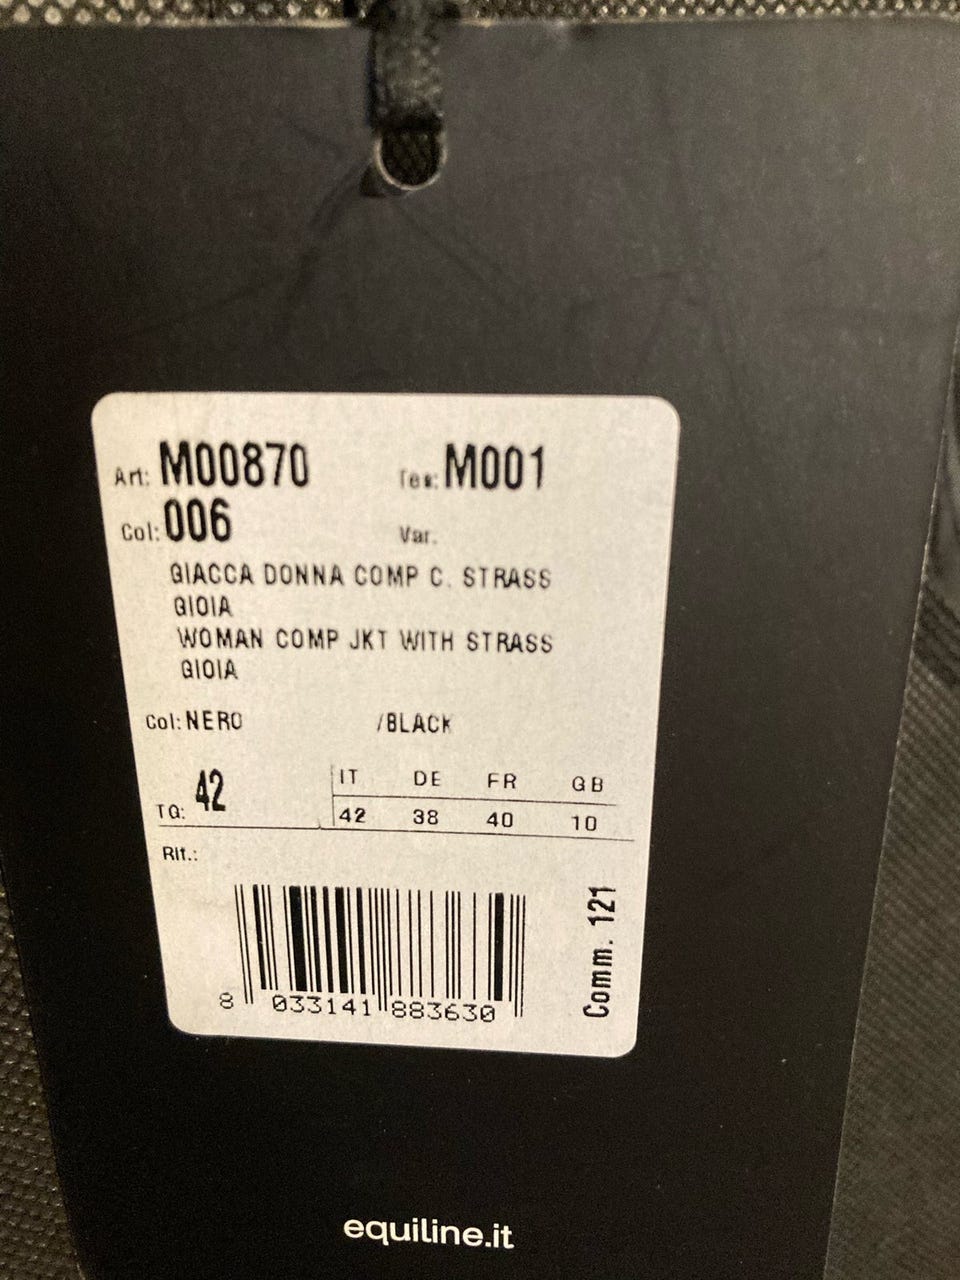 Art: M00870 Tes: M001
Col: 006 Var.
GIACCA DONNA COMP C. STRASS
GIOIA
WOMAN COMP JKT WITH STRASS
GIOIA
Col: NERO /BLACK
TG: 42
IT DE FR GB
42 38 40 10
Rif.:
8 033141 883630
Comm. 121
equiline.it